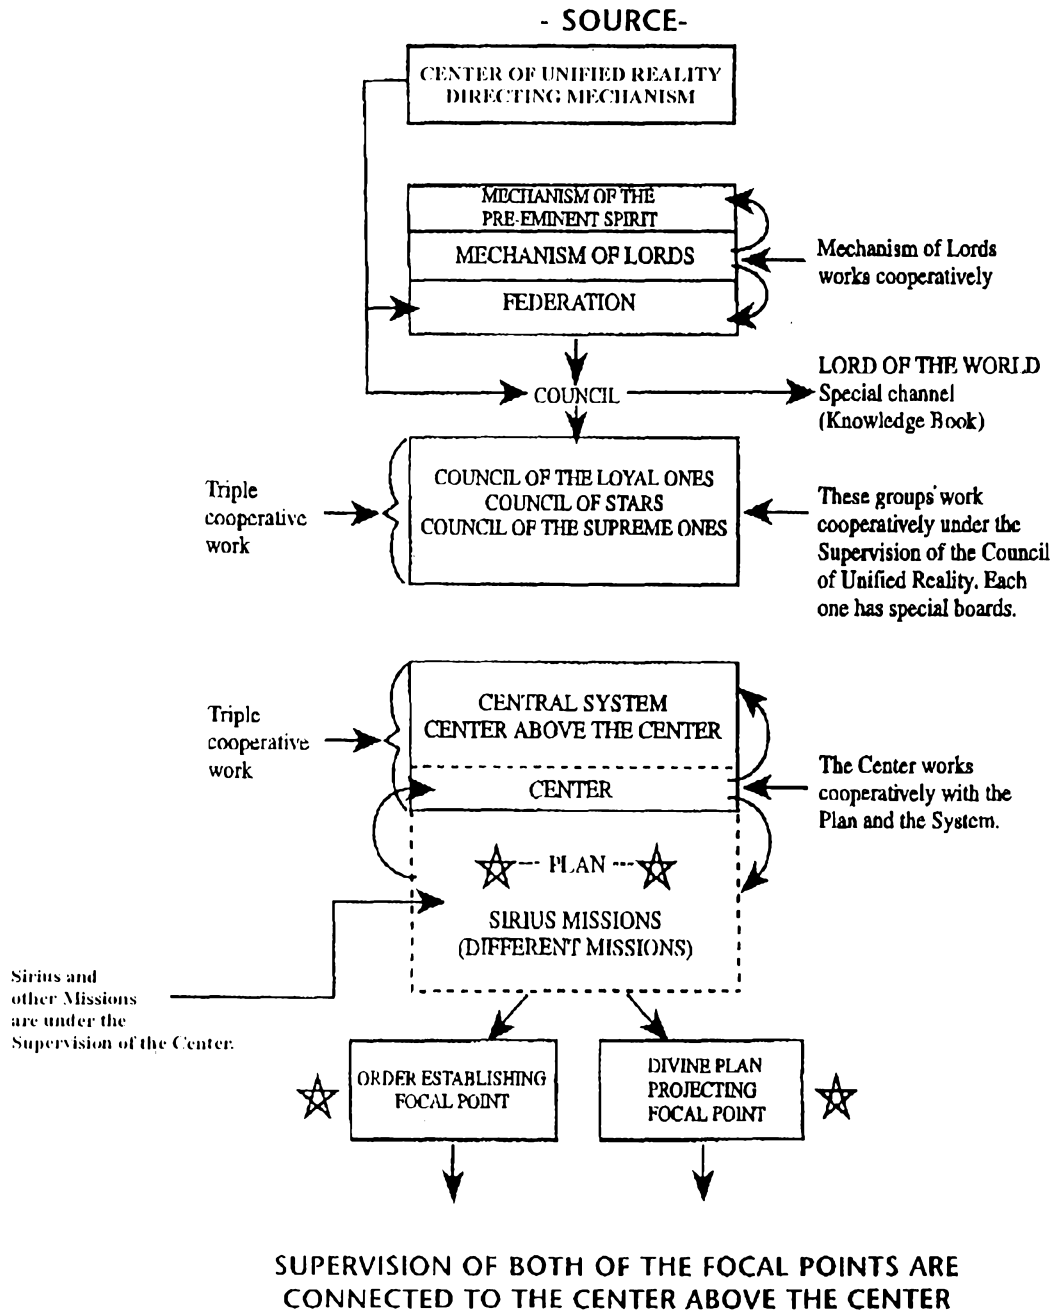 - SOURCE-
CENTER OF UNIFIED REALITY
DIRECTING MECHANISM
MECHANISM OF THE
PRE-EMINENT SPIRIT
MECHANISM OF LORDS
FEDERATION
Mechanism of Lords
works cooperatively
COUNCIL
LORD OF THE WORLD
Special channel
(Knowledge Book)
Triple
cooperative
work
COUNCIL OF THE LOYAL ONES
COUNCIL OF STARS
COUNCIL OF THE SUPREME ONES
These groups' work
cooperatively under the
Supervision of the Council
of Unified Reality. Each
one has special boards.
Triple
cooperative
work
CENTRAL SYSTEM
CENTER ABOVE THE CENTER
CENTER
The Center works
cooperatively with the
Plan and the System.
--- PLAN ---
SIRIUS MISSIONS
(DIFFERENT MISSIONS)
Sirius and
other Missions
are under the
Supervision of the Center.
ORDER ESTABLISHING
FOCAL POINT
DIVINE PLAN
PROJECTING
FOCAL POINT
SUPERVISION OF BOTH OF THE FOCAL POINTS ARE
CONNECTED TO THE CENTER ABOVE THE CENTER